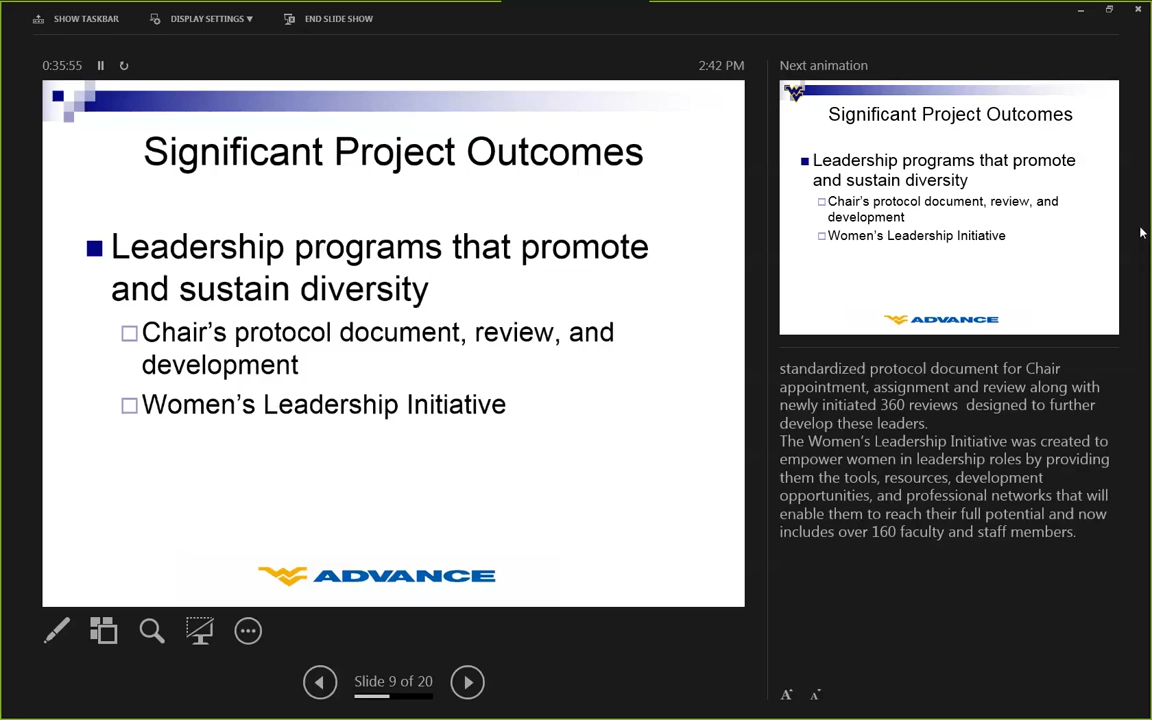 SHOW TASKBAR
DISPLAY SETTINGS ▼
END SLIDE SHOW
0:35:55
2:42 PM
Significant Project Outcomes
Leadership programs that promote
and sustain diversity
Chair's protocol document, review, and
development
Women's Leadership Initiative
ADVANCE
Slide 9 of 20
Next animation
Significant Project Outcomes
Leadership programs that promote
and sustain diversity
Chair's protocol document, review, and
development
Women's Leadership Initiative
ADVANCE
standardized protocol document for Chair
appointment, assignment and review along with
newly initiated 360 reviews  designed to further
develop these leaders.
The Women's Leadership Initiative was created to
empower women in leadership roles by providing
them the tools, resources, development
opportunities, and professional networks that will
enable them to reach their full potential and now
includes over 160 faculty and staff members.
A A